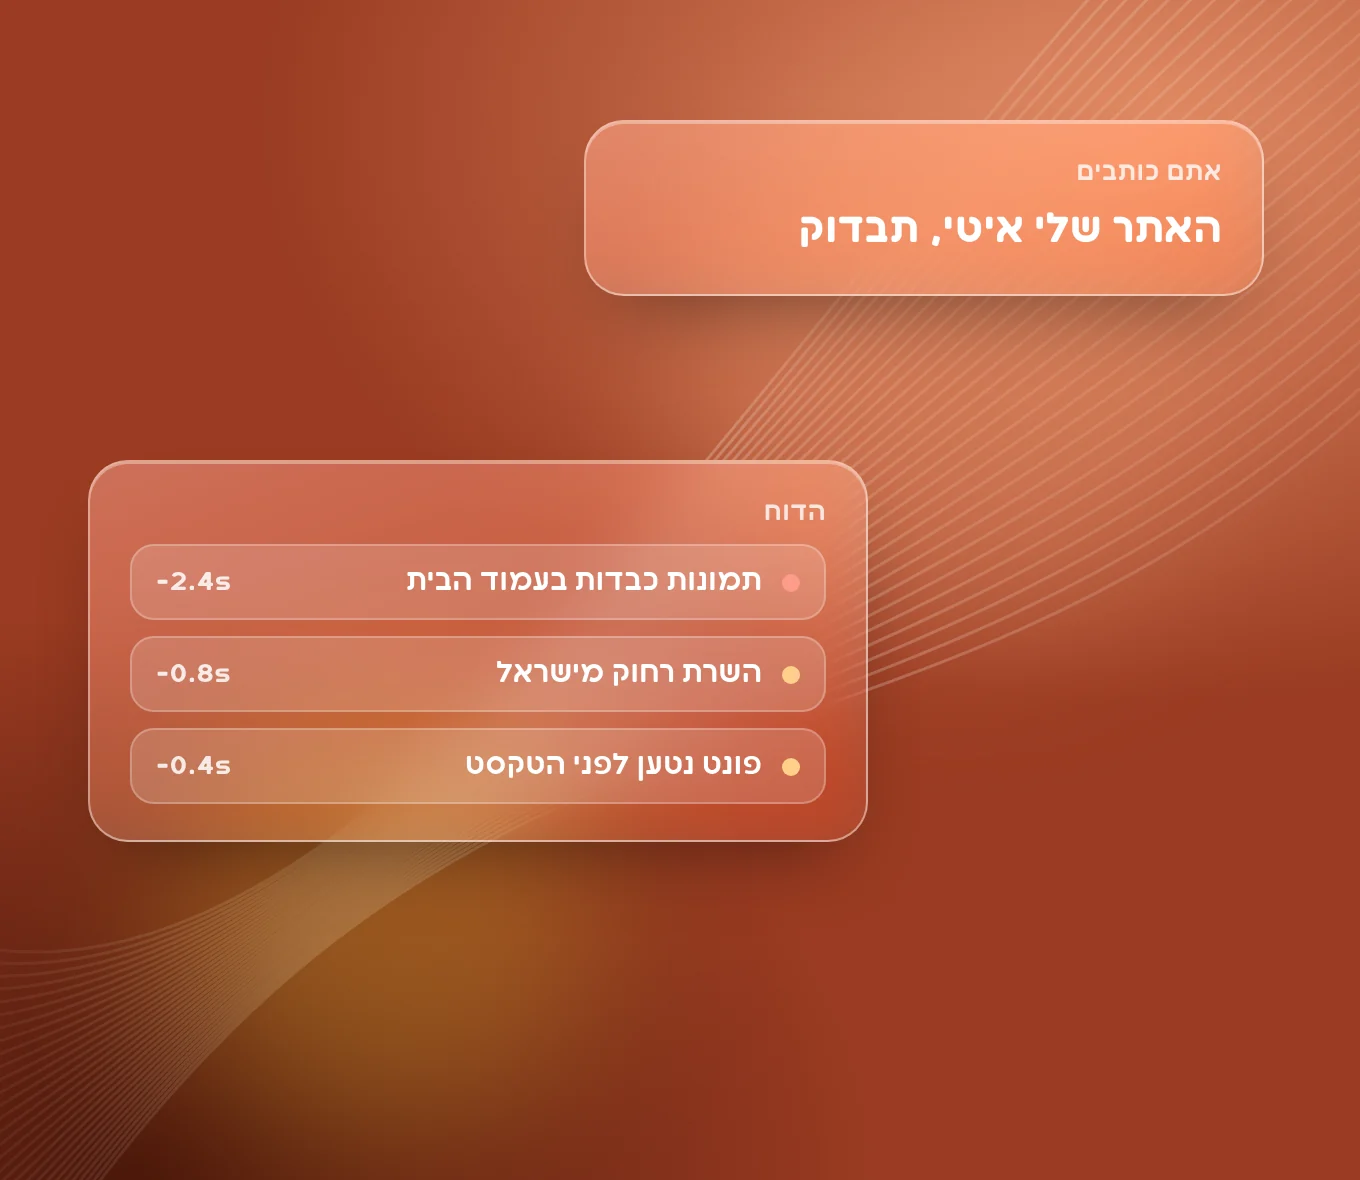 אתם כותבים
האתר שלי איטי, תבדוק
הדוח
תמונות כבדות בעמוד הבית -2.4s
השרת רחוק מישראל -0.8s
פונט נטען לפני הטקסט -0.4s